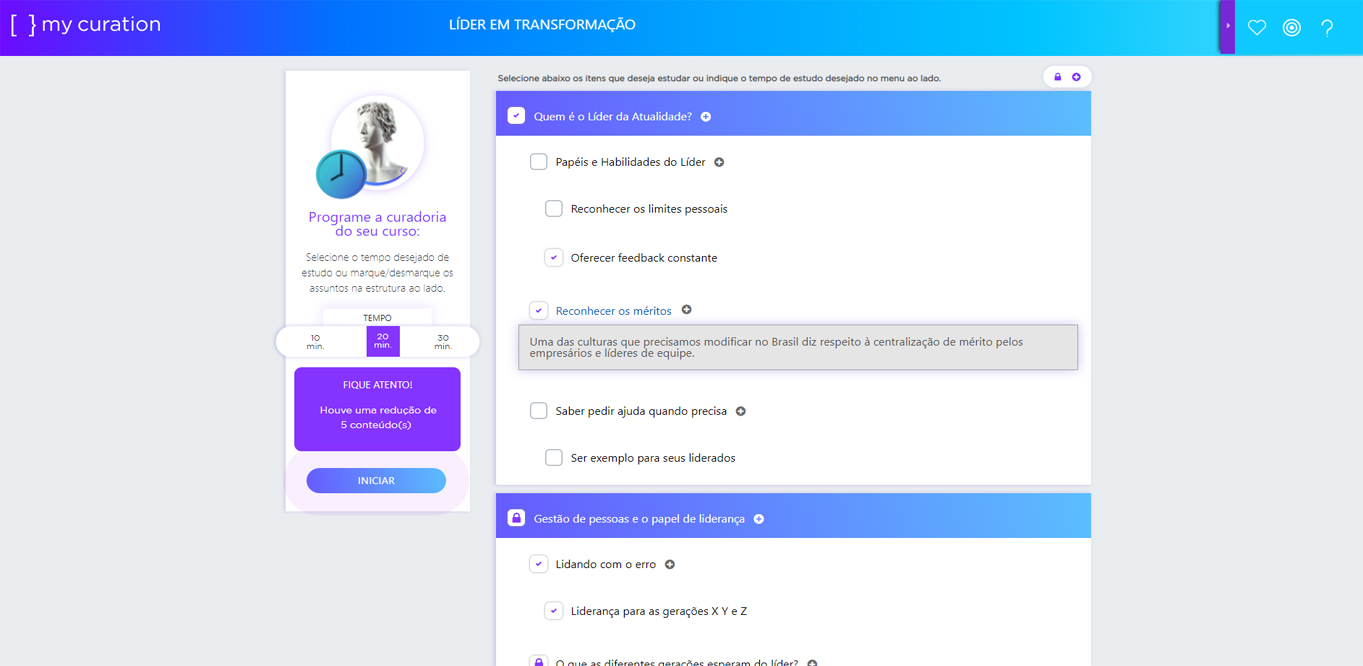 [ } my curation
LÍDER EM TRANSFORMAÇÃO
?
Programe a curadoria
do seu curso:
Selecione o tempo desejado de
estudo ou marque/desmarque os
assuntos na estrutura ao lado.
TEMPO
10
min.
20
min.
30
min.
FIQUE ATENTO!
Houve uma redução de
5 conteúdo(s)
INICIAR
Selecione abaixo os itens que deseja estudar ou indique o tempo de estudo desejado no menu ao lado.
Quem é o Líder da Atualidade?
Papéis e Habilidades do Líder
Reconhecer os limites pessoais
Oferecer feedback constante
Reconhecer os méritos
Uma das culturas que precisamos modificar no Brasil diz respeito à centralização de mérito pelos
empresários e líderes de equipe.
Saber pedir ajuda quando precisa
Ser exemplo para seus liderados
Gestão de pessoas e o papel de liderança
Lidando com o erro
Liderança para as gerações X Y e Z
O que as diferentes gerações esperam do líder?